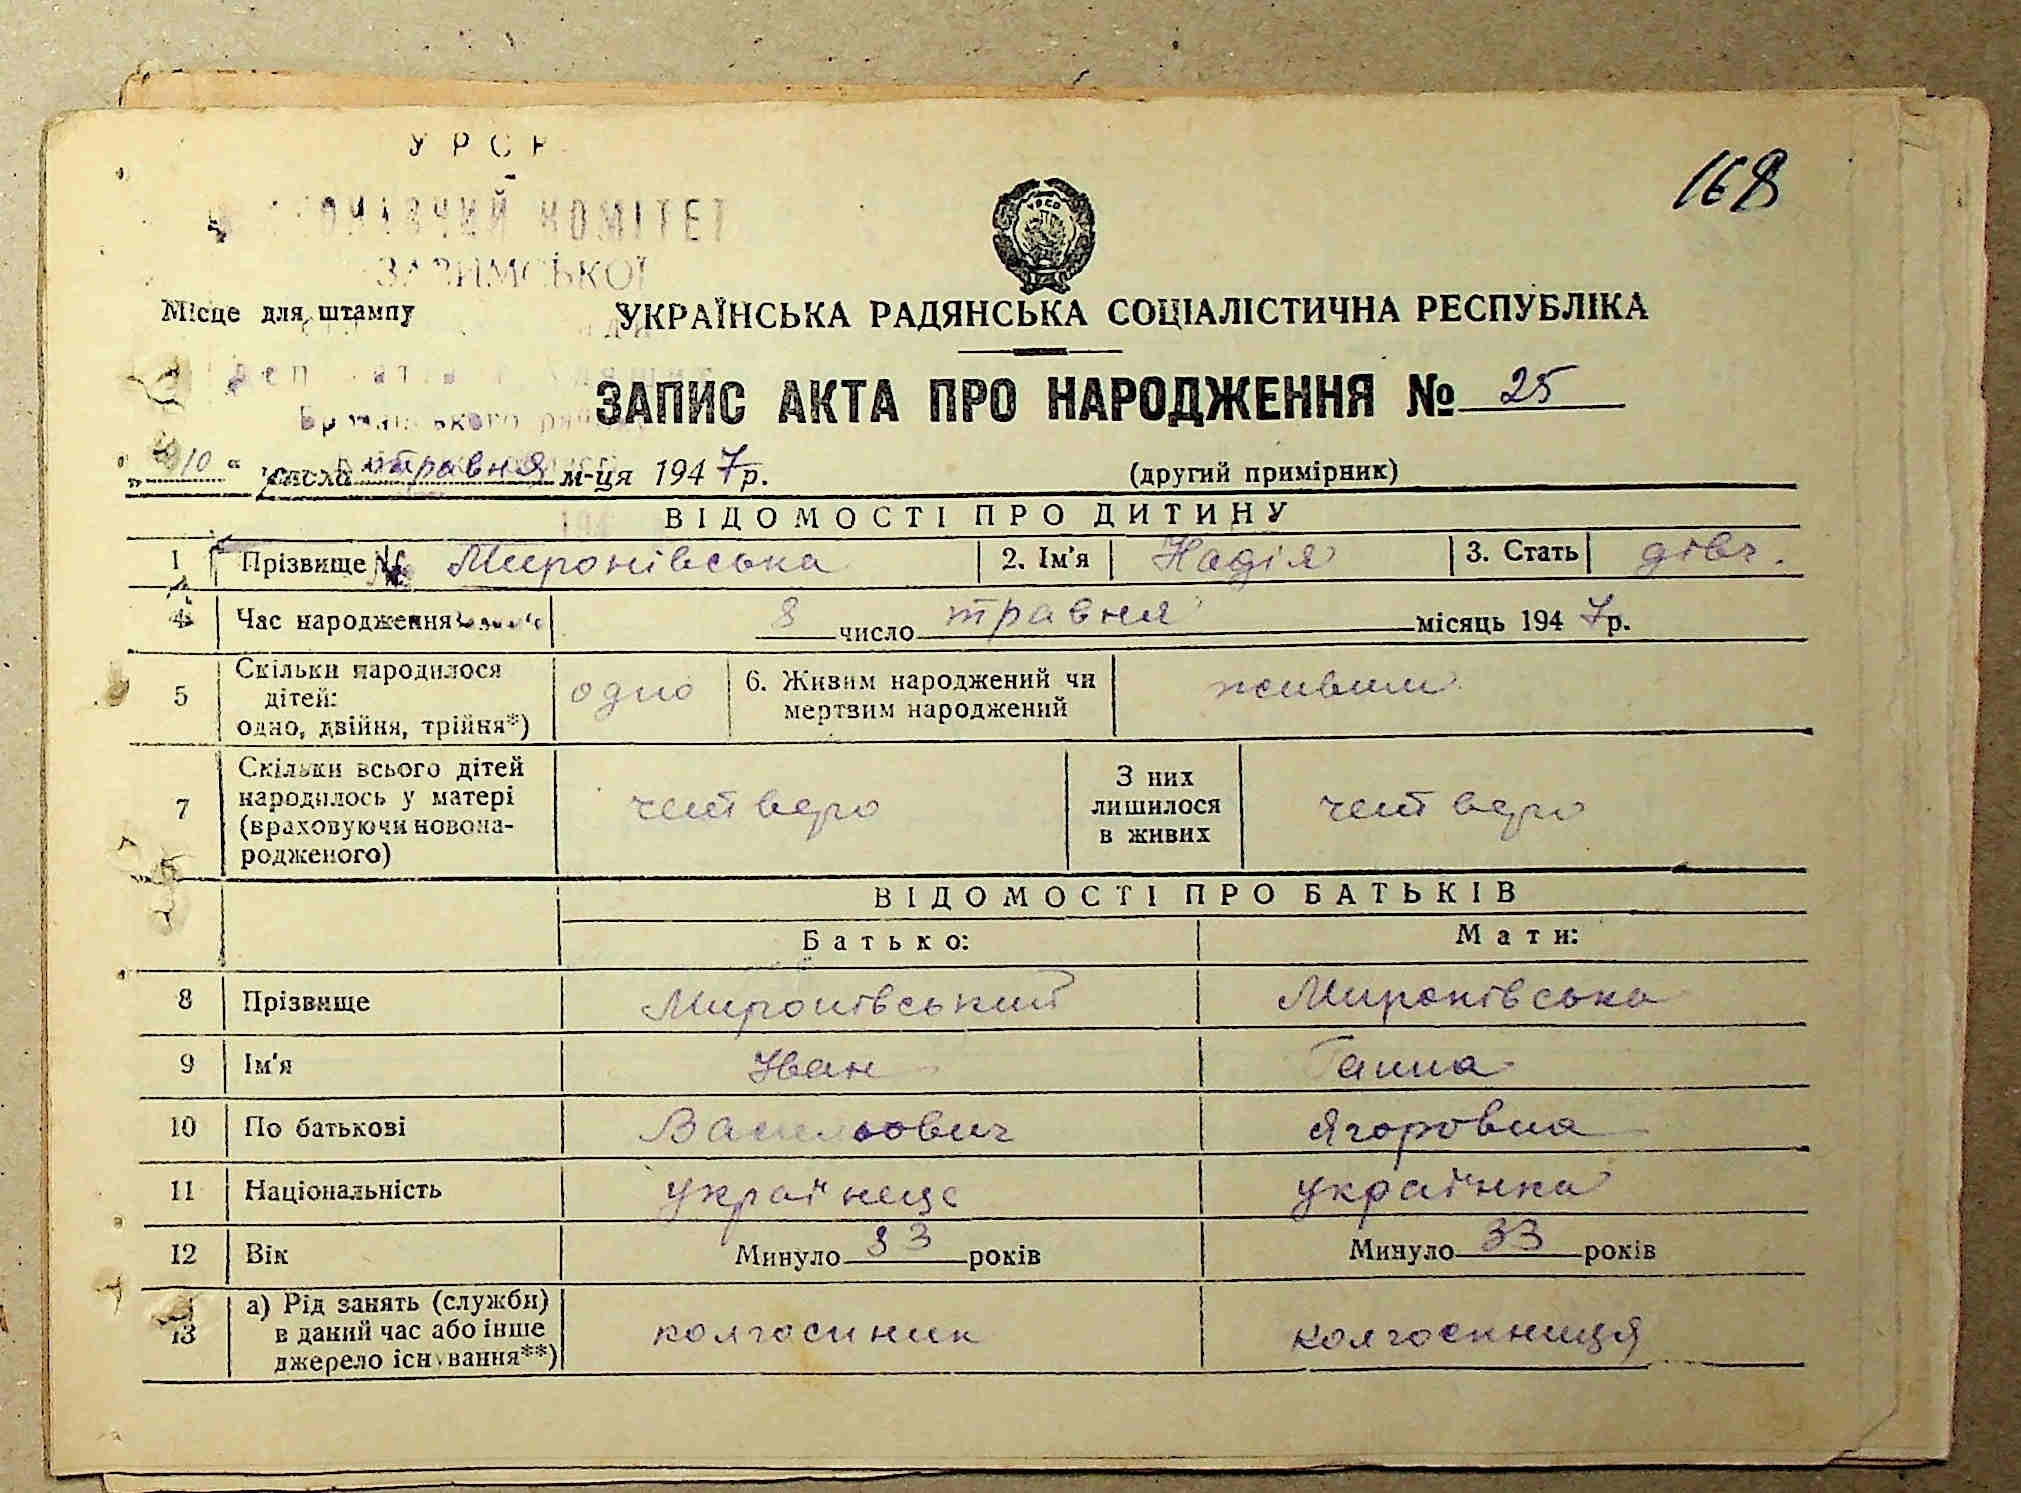 УРСР
168
КОМІТЕТ
Місце для штампу
УКРАЇНСЬКА РАДЯНСЬКА СОЦІАЛІСТИЧНА РЕСПУБЛІКА
ЗАПИС АКТА ПРО НАРОДЖЕННЯ № 25
"10" числа травня м-ця 1947р. (другий примірник)
ВІДОМОСТІ ПРО ДИТИНУ
1 Прізвище Миронівська 2. Ім'я Надія 3. Стать дівч.
4 Час народження 8 число травня місяць 1947р.
5 Скільки народилося дітей: одно, двійня, трійня*) одно 6. Живим народжений чи мертвим народжений живим
7 Скільки всього дітей народилось у матері (враховуючи новонародженого) четверо З них лишилося в живих четверо
ВІДОМОСТІ ПРО БАТЬКІВ
Батько: Мати:
8 Прізвище Миронівський Миронівська
9 Ім'я Іван Ганна
10 По батькові Васильович Ягоровна
11 Національність українець українка
12 Вік Минуло 33 років Минуло 33 років
13 а) Рід занять (служби) в даний час або інше джерело існування**) колгоспник колгоспниця